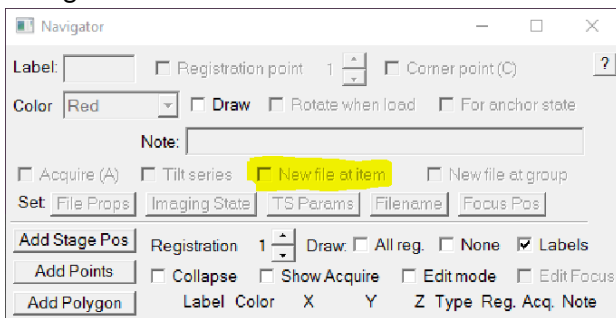 Navigator
Label: Registration point 1 Corner point (C) ?
Color Red Draw Rotate when load For anchor state
Note:
Acquire (A) Tilt series New file at item New file at group
Set: File Props Imaging State TS Params Filename Focus Pos
Add Stage Pos Registration 1 Draw: All reg. None Labels
Add Points Collapse Show Acquire Edit mode Edit Focus
Add Polygon Label Color X Y Z Type Reg. Acq. Note